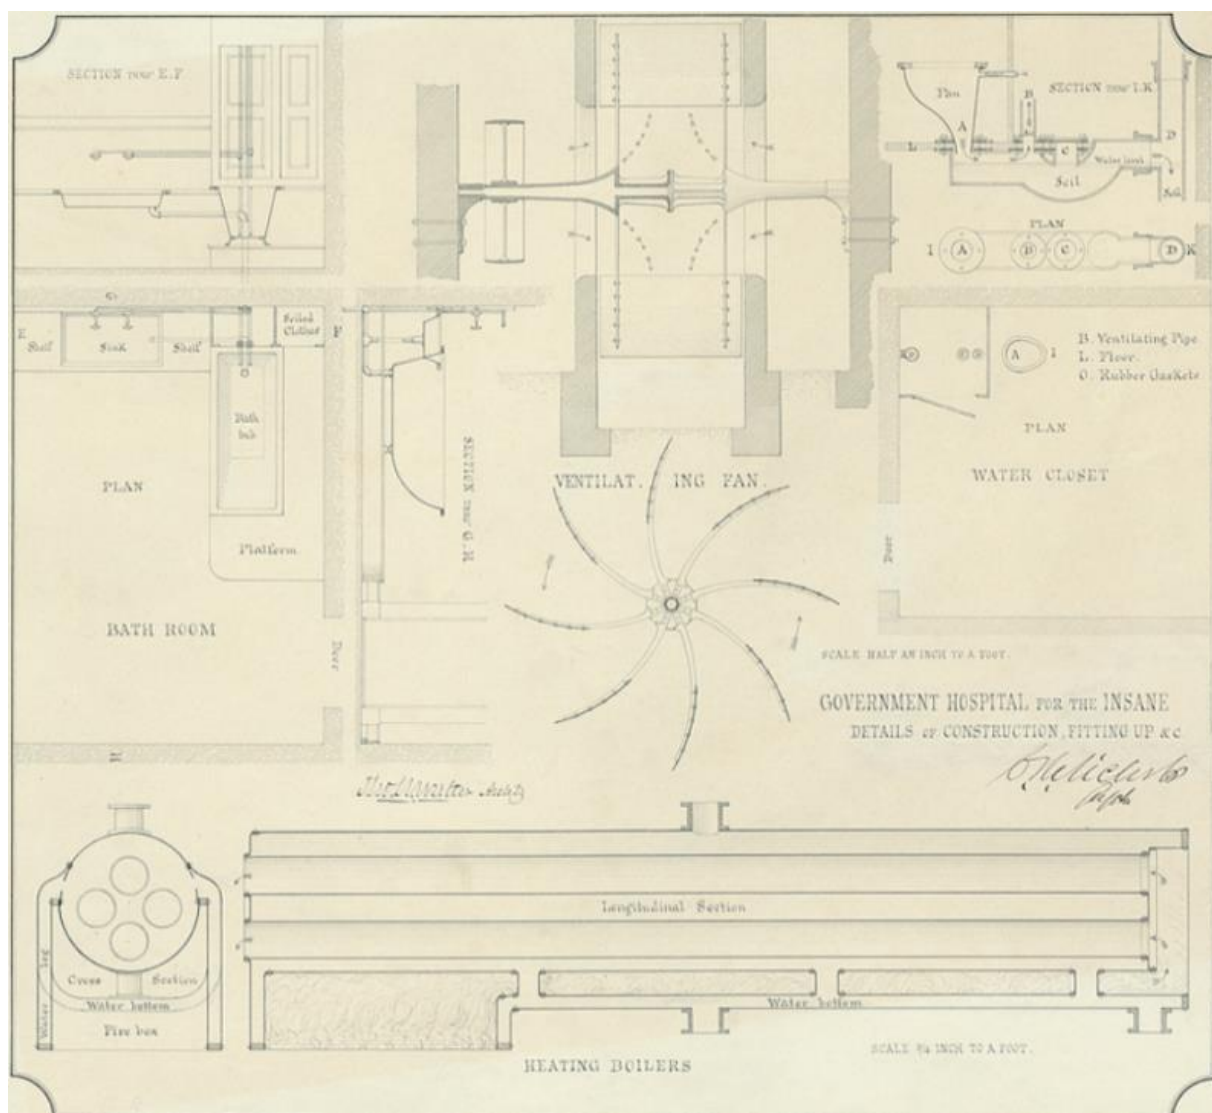 SECTION THRO' E.F.
Pan
A
B
SECTION THRO' I.K
D
L
C
Water level
Soil
Soil
PLAN
I
A
B
C
D
K
G
E
Shelf
Sink
Shelf
Soiled
Clothes
F
Bath
tub
PLAN
Platform
BATH ROOM
Door
H
SECTION THRO' G.H
VENTILAT. ING FAN.
A
I
B. Ventilating Pipe
L. Floor.
O. Rubber Gaskets
PLAN
WATER CLOSET
Door
SCALE HALF AN INCH TO A FOOT.
GOVERNMENT HOSPITAL FOR THE INSANE
DETAILS OF CONSTRUCTION, FITTING UP &c
Water leg
Cross Section
Water bottom
Fire box
Longitudinal Section
Water bottom
HEATING BOILERS
SCALE 3/4 INCH TO A FOOT.